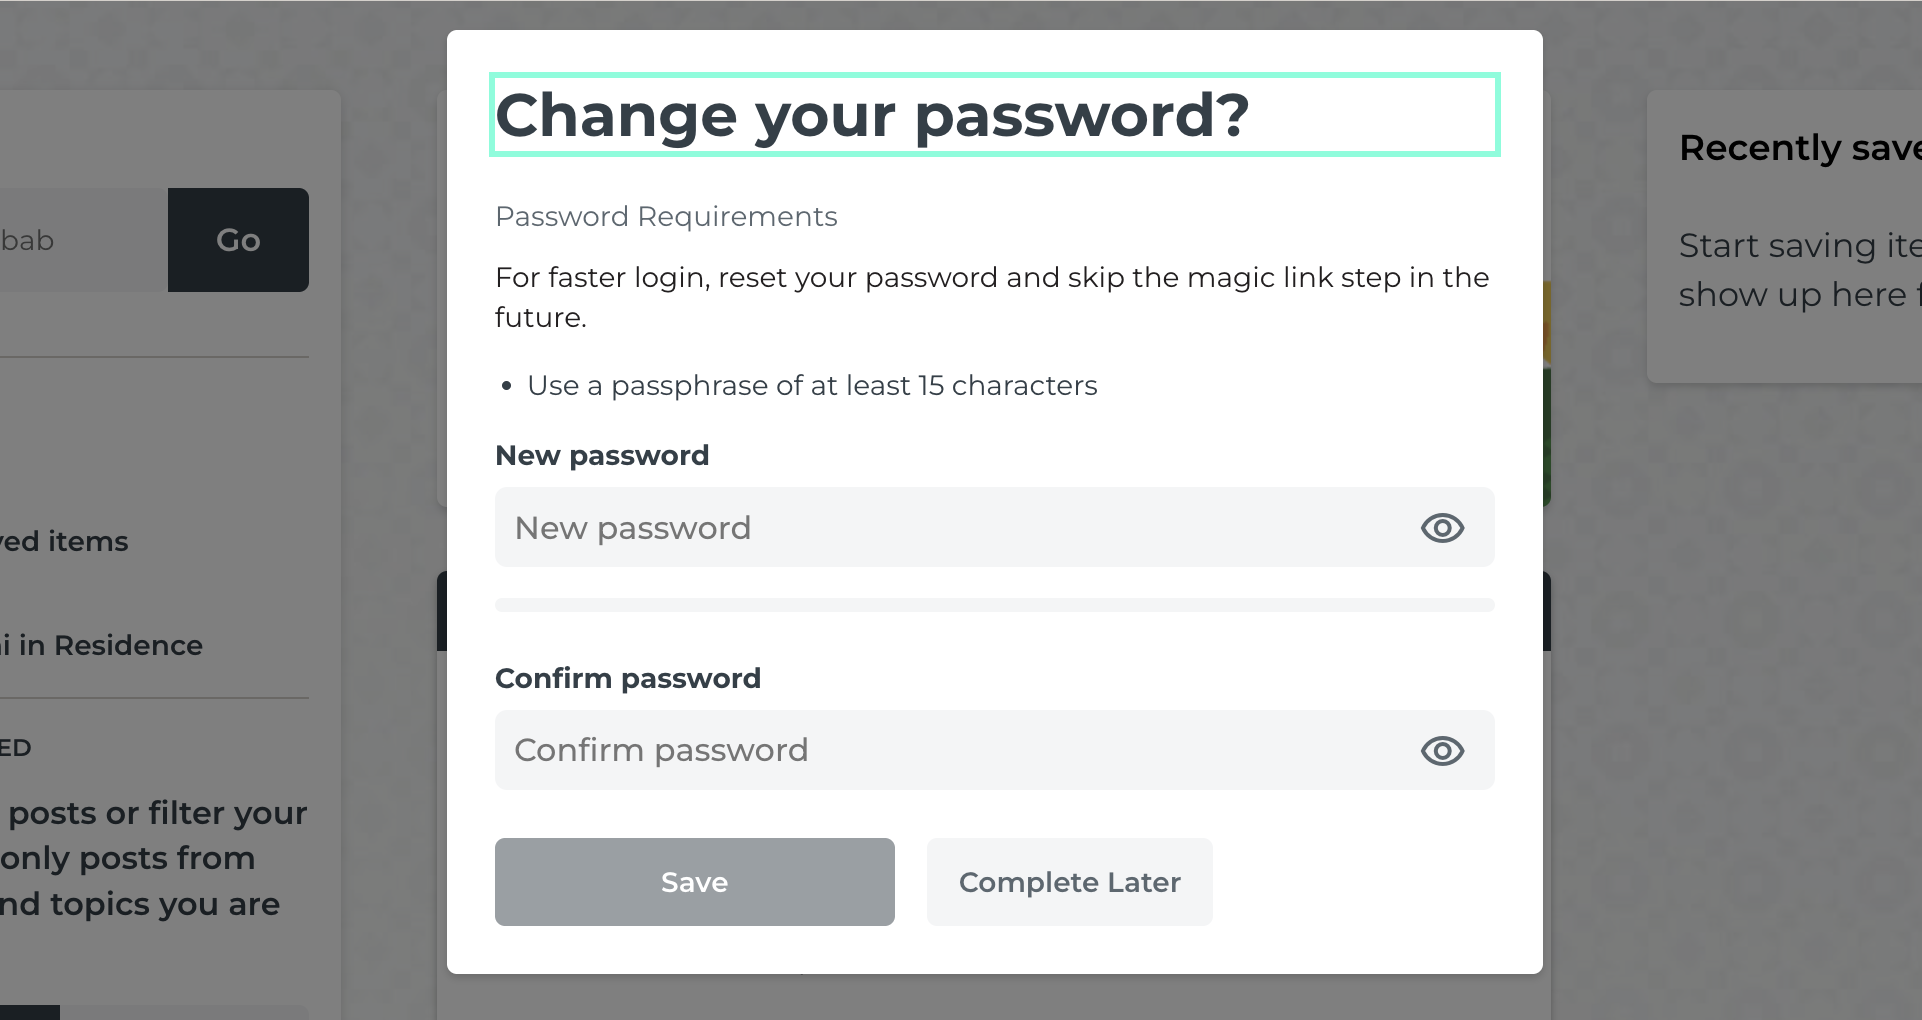 Change your password?
Password Requirements
For faster login, reset your password and skip the magic link step in the
future.
• Use a passphrase of at least 15 characters
New password
New password
Confirm password
Confirm password
Save
Complete Later
bab
Go
ved items
ni in Residence
ED
posts or filter your
only posts from
nd topics you are
Recently save
Start saving ite
show up here f